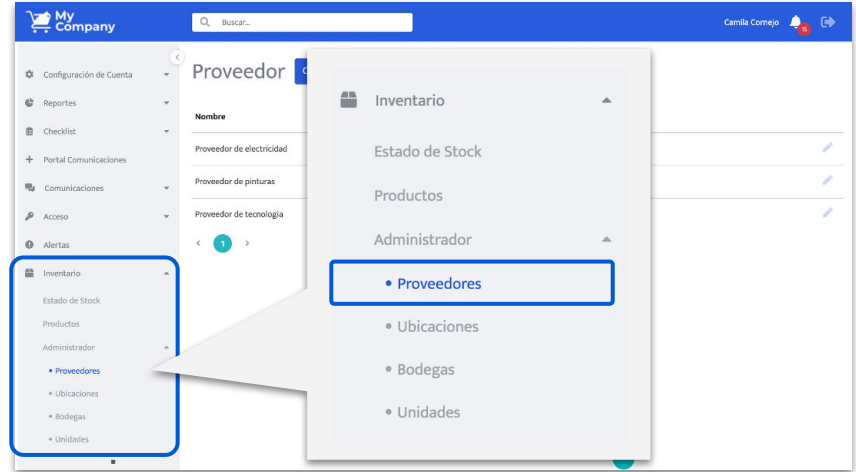 My
Company
Buscar...
Camila Cornejo
15
Configuración de Cuenta
Reportes
Checklist
Portal Comunicaciones
Comunicaciones
Acceso
Alertas
Inventario
Estado de Stock
Productos
Administrador
• Proveedores
• Ubicaciones
• Bodegas
• Unidades
Proveedor
Nombre
Proveedor de electricidad
Proveedor de pinturas
Proveedor de tecnologia
< 1 >
Inventario
Estado de Stock
Productos
Administrador
• Proveedores
• Ubicaciones
• Bodegas
• Unidades